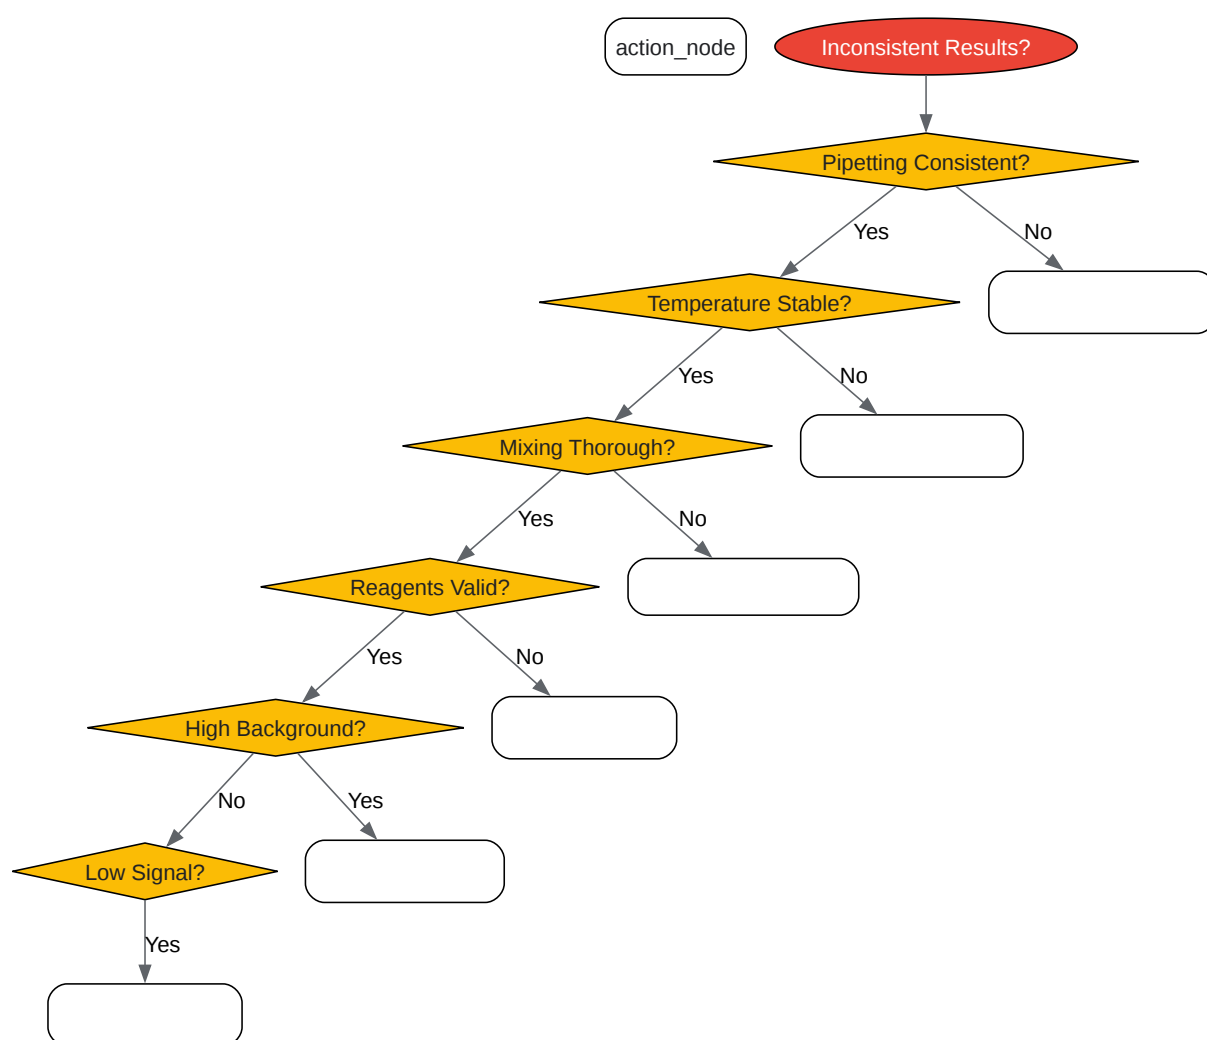 action_node
Inconsistent Results?
Pipetting Consistent?
Yes
No
Temperature Stable?
Yes
No
Mixing Thorough?
Yes
No
Reagents Valid?
Yes
No
High Background?
No
Yes
Low Signal?
Yes